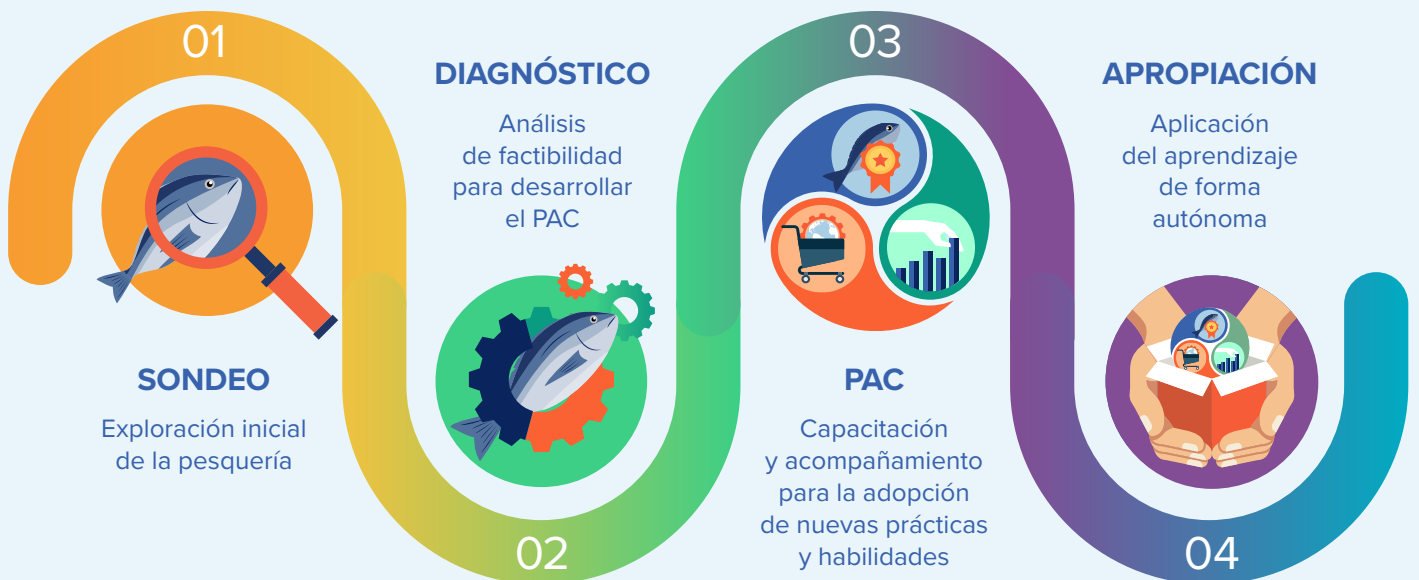 01
SONDEO
Exploración inicial
de la pesquería
DIAGNÓSTICO
Análisis
de factibilidad
para desarrollar
el PAC
02
03
PAC
Capacitación
y acompañamiento
para la adopción
de nuevas prácticas
y habilidades
APROPIACIÓN
Aplicación
del aprendizaje
de forma
autónoma
04